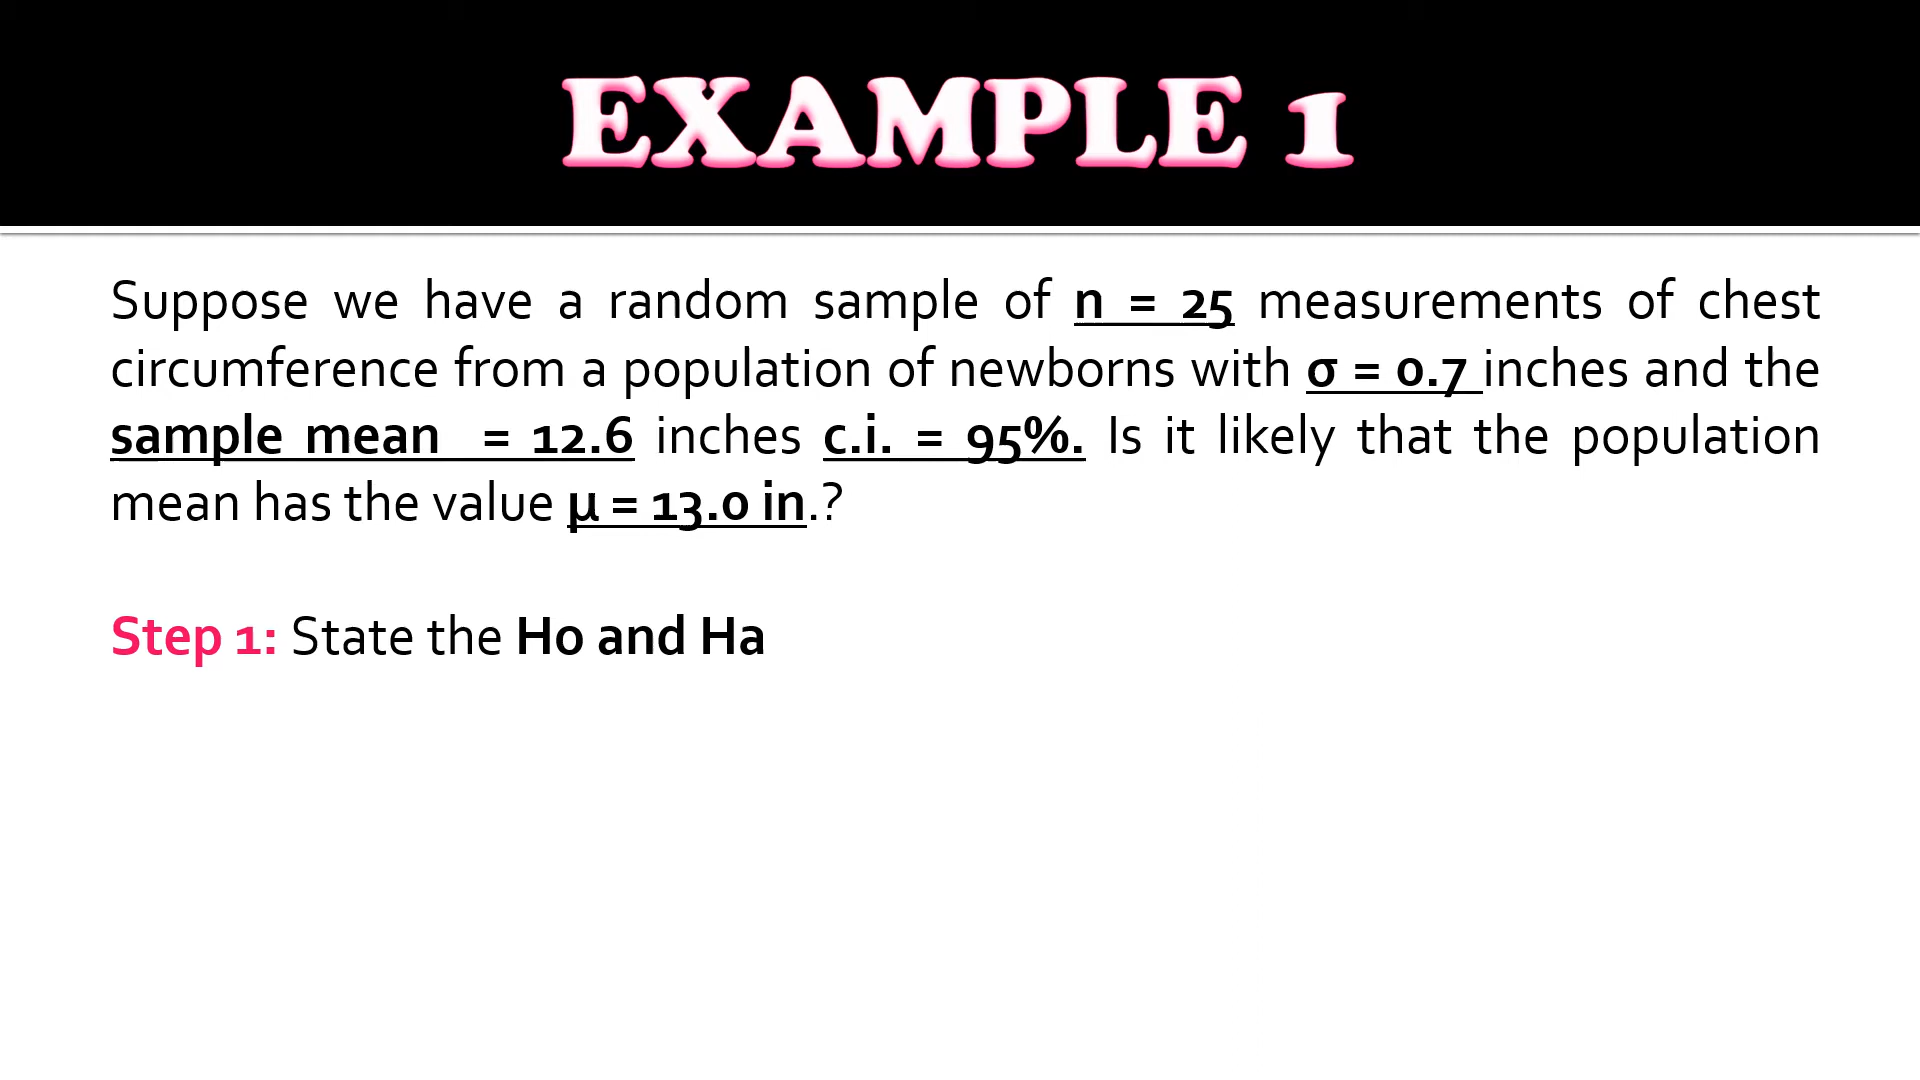 EXAMPLE 1
Suppose we have a random sample of n = 25 measurements of chest
circumference from a population of newborns with σ = 0.7 inches and the
sample mean = 12.6 inches c.i. = 95%. Is it likely that the population
mean has the value µ = 13.0 in.?
Step 1: State the Ho and Ha